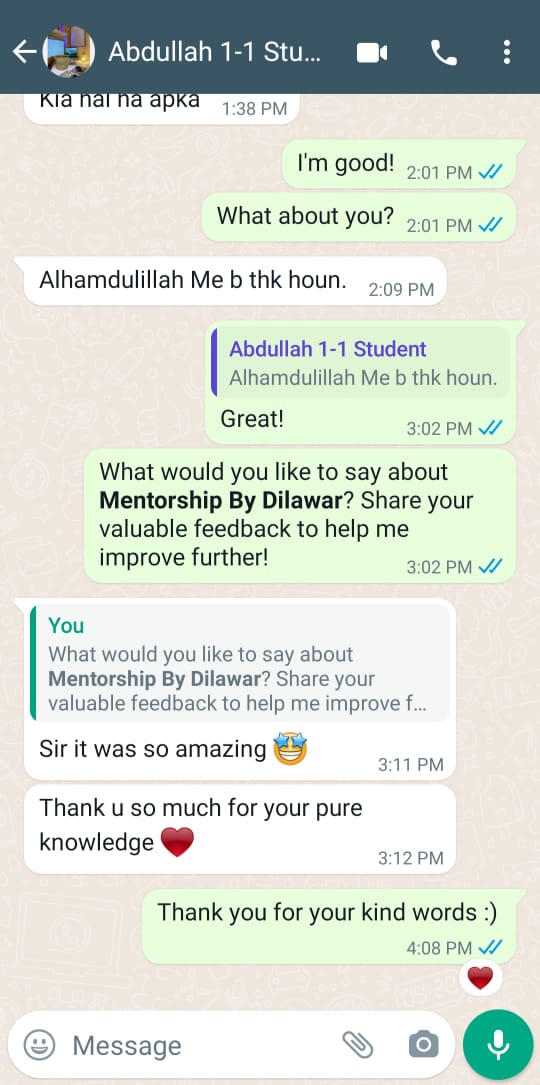 Abdullah 1-1 Stu...
Kia hal ha apka 1:38 PM
I'm good! 2:01 PM
What about you? 2:01 PM
Alhamdulillah Me b thk houn. 2:09 PM
Abdullah 1-1 Student
Alhamdulillah Me b thk houn.
Great! 3:02 PM
What would you like to say about
Mentorship By Dilawar? Share your
valuable feedback to help me
improve further! 3:02 PM
You
What would you like to say about
Mentorship By Dilawar? Share your
valuable feedback to help me improve f...
Sir it was so amazing 🤩
3:11 PM
Thank u so much for your pure
knowledge ❤️
3:12 PM
Thank you for your kind words :)
4:08 PM
❤️
Message